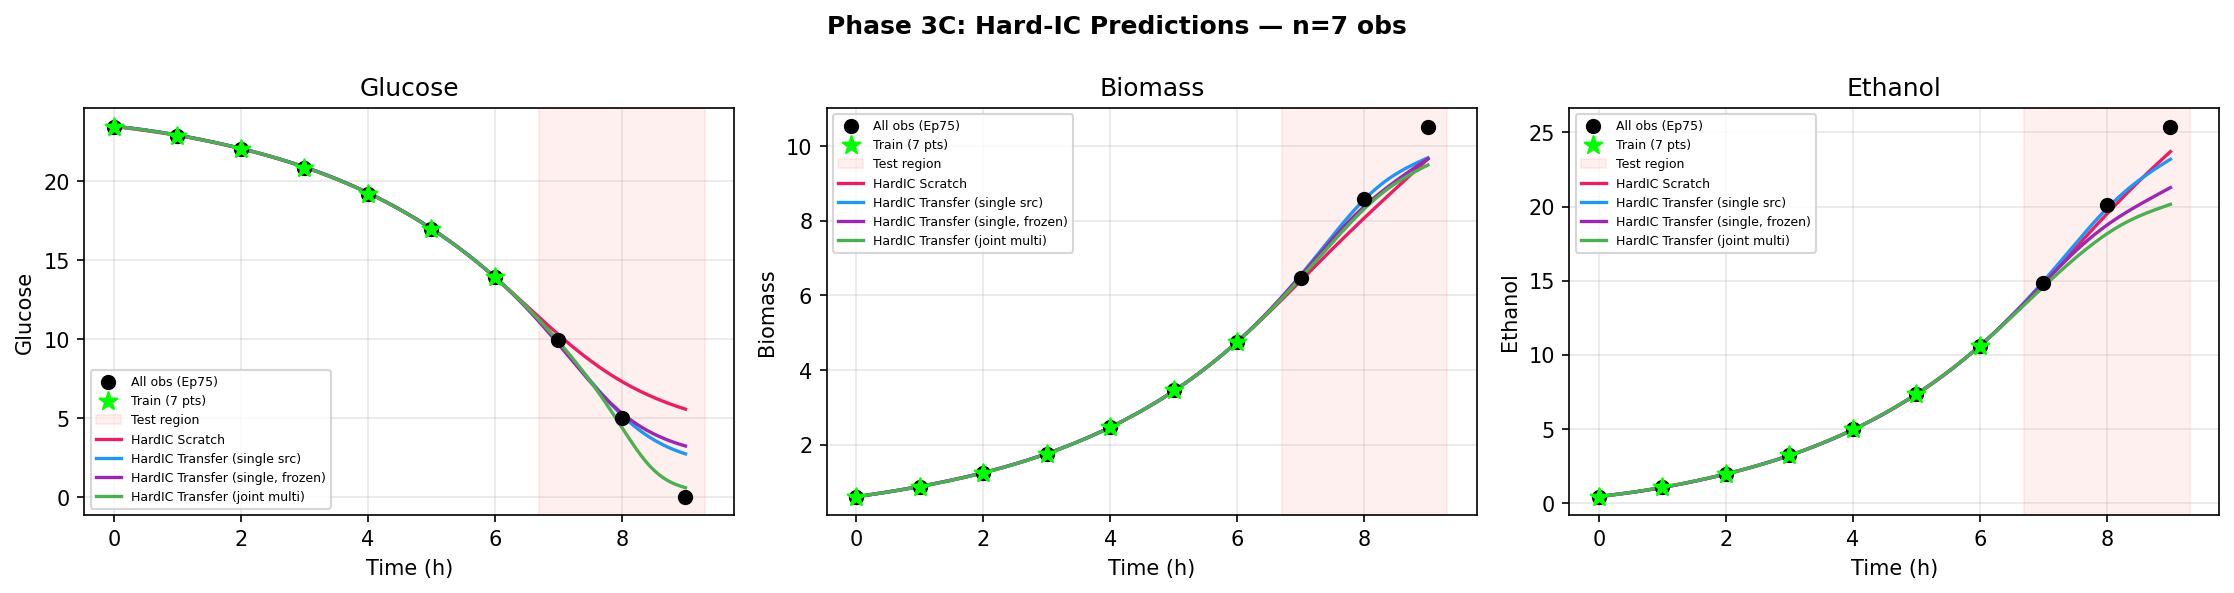 Phase 3C: Hard-IC Predictions — n=7 obs
Glucose
Glucose
20
15
10
5
0
All obs (Ep75)
Train (7 pts)
Test region
HardIC Scratch
HardIC Transfer (single src)
HardIC Transfer (single, frozen)
HardIC Transfer (joint multi)
0 2 4 6 8
Time (h)
Biomass
Biomass
10
8
6
4
2
All obs (Ep75)
Train (7 pts)
Test region
HardIC Scratch
HardIC Transfer (single src)
HardIC Transfer (single, frozen)
HardIC Transfer (joint multi)
0 2 4 6 8
Time (h)
Ethanol
Ethanol
25
20
15
10
5
0
All obs (Ep75)
Train (7 pts)
Test region
HardIC Scratch
HardIC Transfer (single src)
HardIC Transfer (single, frozen)
HardIC Transfer (joint multi)
0 2 4 6 8
Time (h)